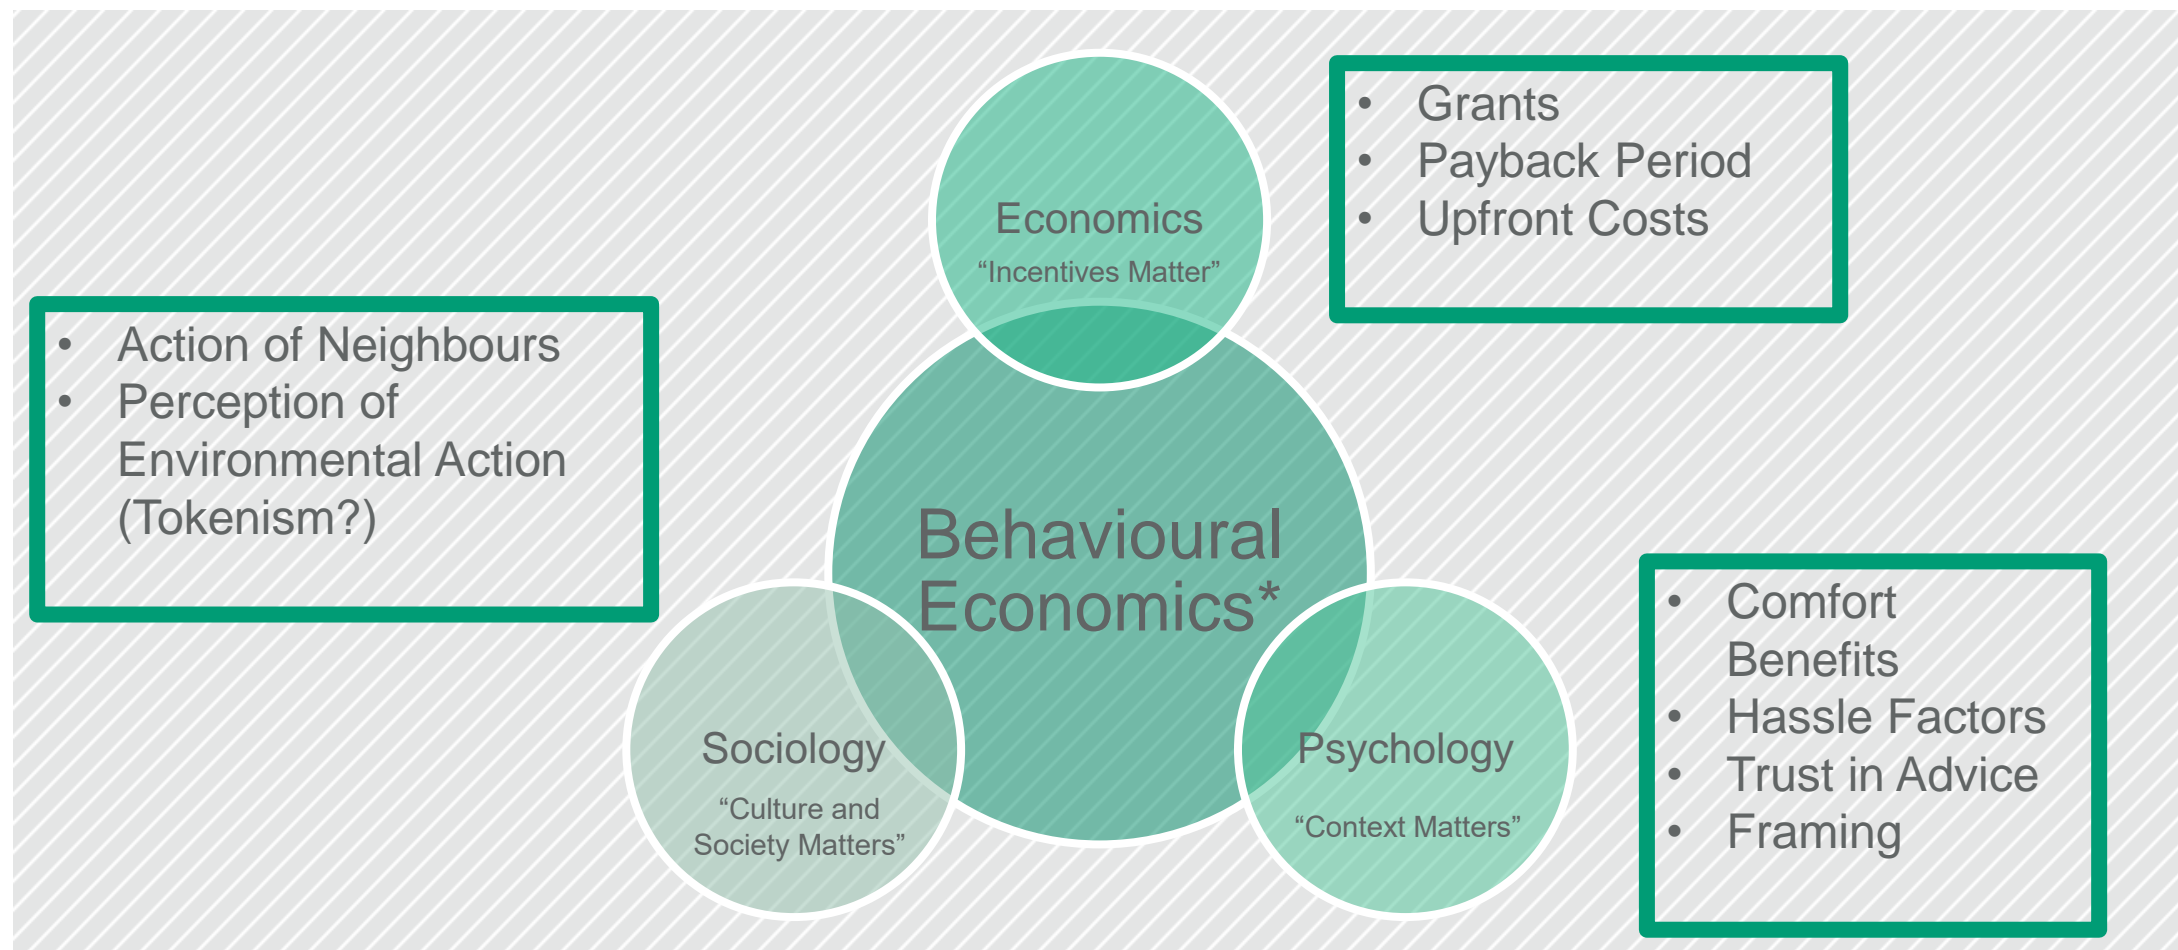 Economics
“Incentives Matter”
• Grants
• Payback Period
• Upfront Costs
• Action of Neighbours
• Perception of
Environmental Action
(Tokenism?)
Behavioural
Economics*
Sociology
“Culture and
Society Matters”
Psychology
“Context Matters”
• Comfort
Benefits
• Hassle Factors
• Trust in Advice
• Framing